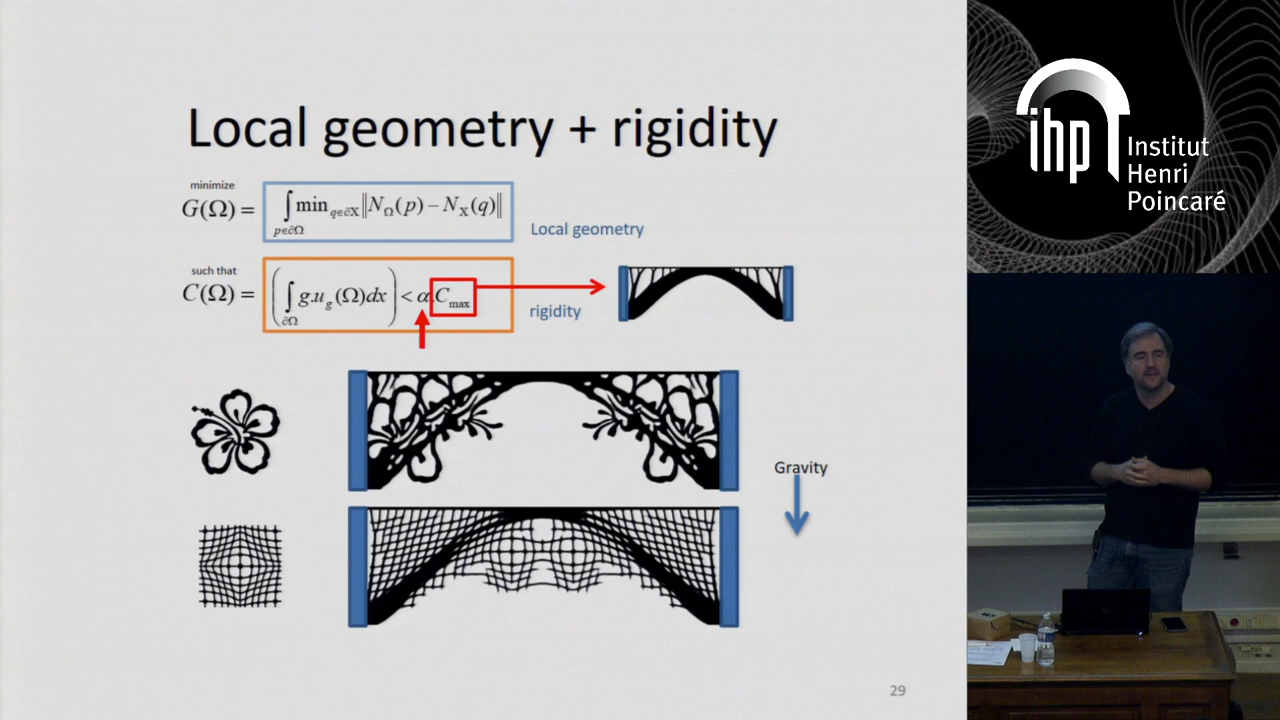 Local geometry + rigidity
minimize
G(Ω) = ∫_{p∈∂Ω} min_{q∈∂X} ‖N_Ω(p) − N_X(q)‖
Local geometry
such that
C(Ω) = (∫_{∂Ω} g.u_g(Ω)dx) < α.C_max
rigidity
Gravity
29
ihp
Institut
Henri
Poincaré